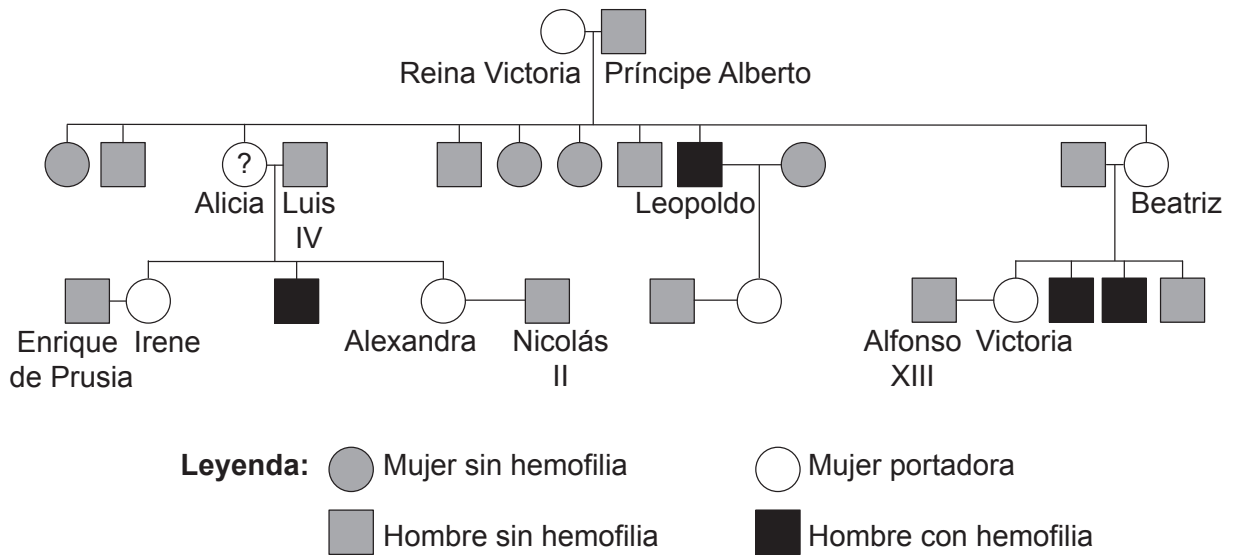 Reina Victoria Príncipe Alberto
?
Alicia Luis IV
Leopoldo
Beatriz
Enrique de Prusia
Irene
Alexandra
Nicolás II
Alfonso XIII
Victoria
Leyenda:
Mujer sin hemofilia
Mujer portadora
Hombre sin hemofilia
Hombre con hemofilia